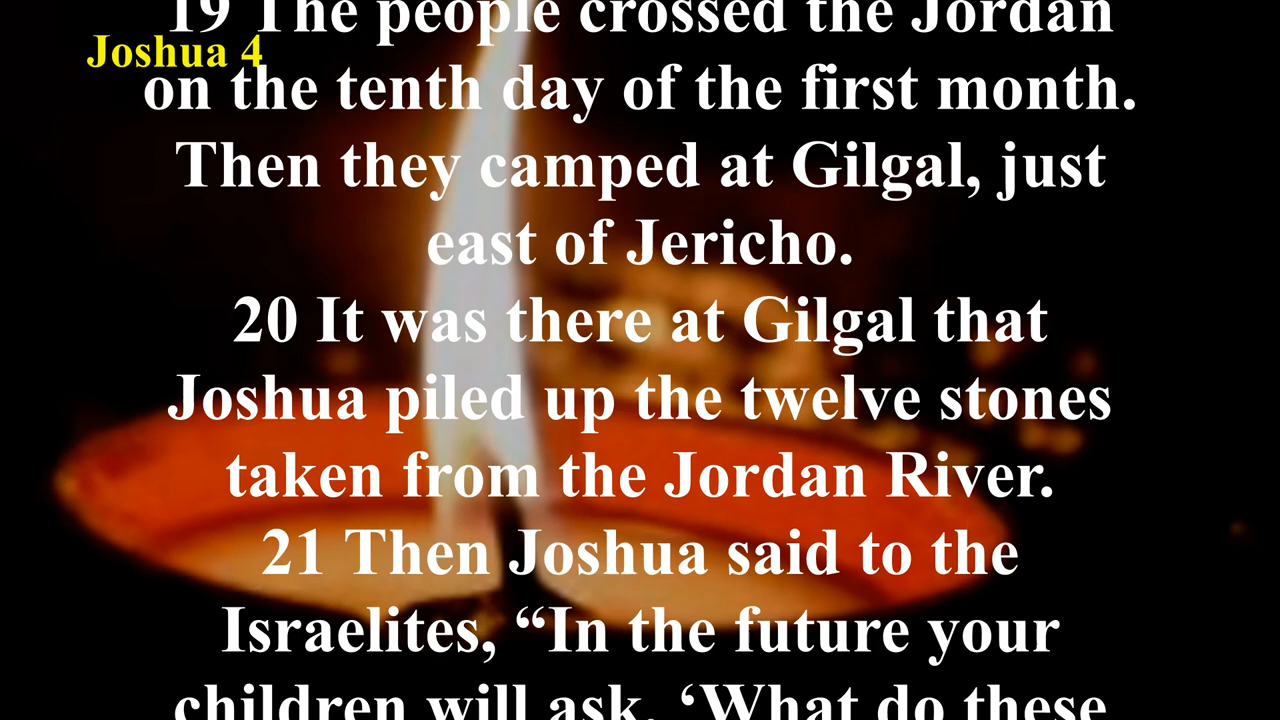 19 The people crossed the Jordan
Joshua 4
on the tenth day of the first month.
Then they camped at Gilgal, just
east of Jericho.
20 It was there at Gilgal that
Joshua piled up the twelve stones
taken from the Jordan River.
21 Then Joshua said to the
Israelites, “In the future your
children will ask, ‘What do these